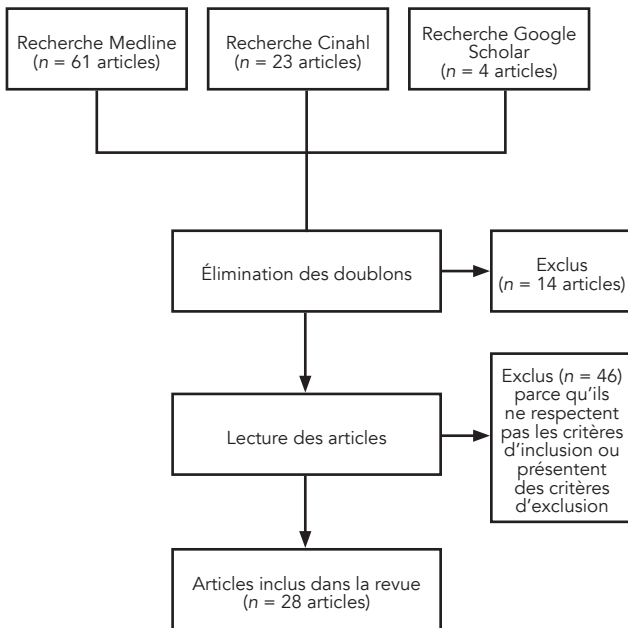 Recherche Medline
(n = 61 articles)
Recherche Cinahl
(n = 23 articles)
Recherche Google
Scholar
(n = 4 articles)
Élimination des doublons
Exclus
(n = 14 articles)
Lecture des articles
Exclus (n = 46)
parce qu’ils
ne respectent
pas les critères
d’inclusion ou
présentent
des critères
d’exclusion
Articles inclus dans la revue
(n = 28 articles)